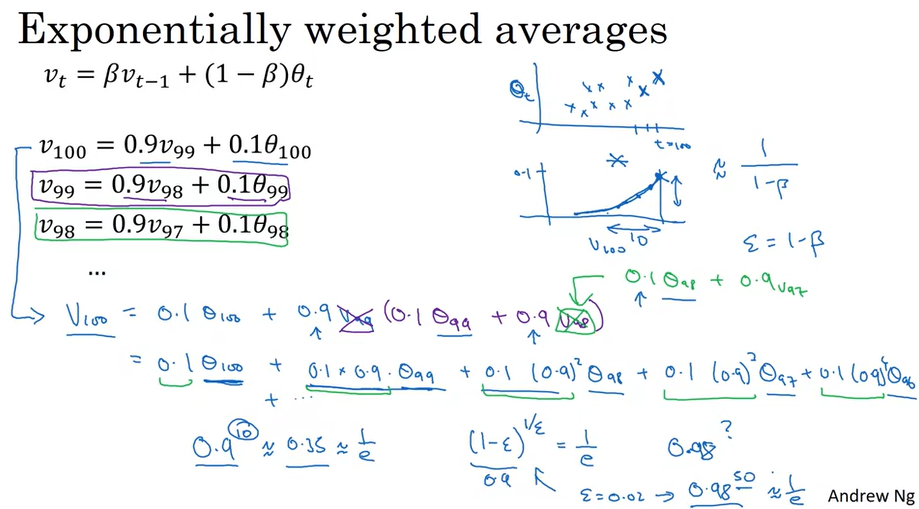 Exponentially weighted averages
v_t = βv_{t−1} + (1 − β)θ_t
θ_t
t=100
v_100 = 0.9v_99 + 0.1θ_100
v_99 = 0.9v_98 + 0.1θ_99
v_98 = 0.9v_97 + 0.1θ_98
...
0.1
V_100
10
≈ 1/(1−β)
ε = 1−β
0.1 θ_98 + 0.9 v_97
V_100 = 0.1 θ_100 + 0.9 v_99 (0.1 θ_99 + 0.9 v_98)
= 0.1 θ_100 + 0.1 × 0.9 · θ_99 + 0.1 (0.9)^2 θ_98 + 0.1 (0.9)^3 θ_97 + 0.1 (0.9)^4 θ_96
+ ...
0.9^10 ≈ 0.35 ≈ 1/e
(1−ε)^{1/ε} = 1/e
0.9
0.98^?
ε = 0.02 → 0.98^50 ≈ 1/e
Andrew Ng